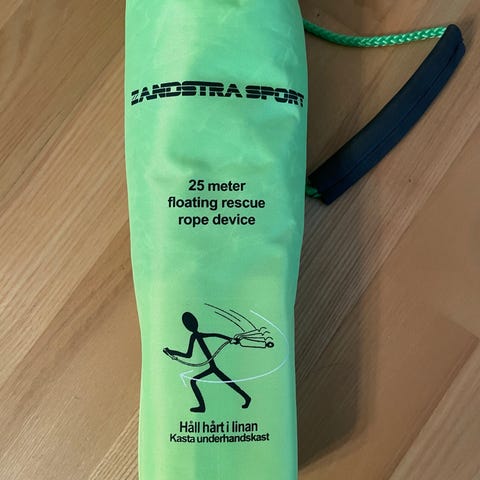 ZANDSTRA SPORT
25 meter
floating rescue
rope device
Håll hårt i linan
Kasta underhandskast